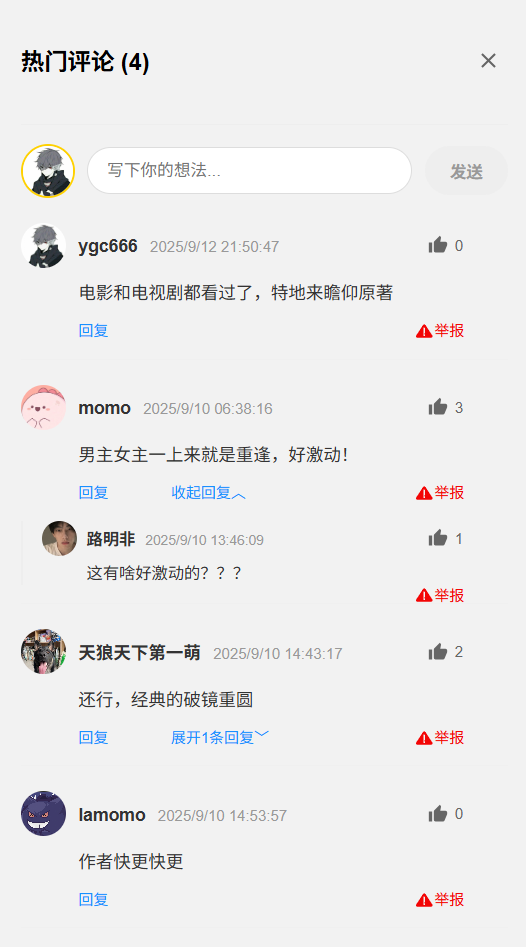 热门评论 (4)
写下你的想法...
发送
ygc666 2025/9/12 21:50:47 0
电影和电视剧都看过了，特地来瞻仰原著
回复 举报
momo 2025/9/10 06:38:16 3
男主女主一上来就是重逢，好激动！
回复 收起回复 举报
路明非 2025/9/10 13:46:09 1
这有啥好激动的？？？
举报
天狼天下第一萌 2025/9/10 14:43:17 2
还行，经典的破镜重圆
回复 展开1条回复 举报
lamomo 2025/9/10 14:53:57 0
作者快更快更
回复 举报